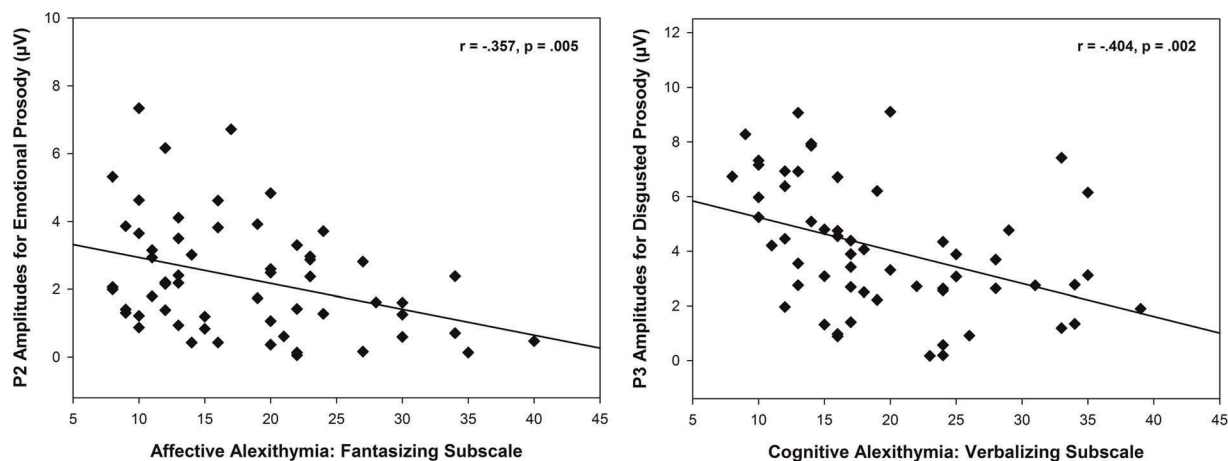 P2 Amplitudes for Emotional Prosody (µV)
10
8
6
4
2
0
r = -.357, p = .005
5 10 15 20 25 30 35 40 45
Affective Alexithymia: Fantasizing Subscale
P3 Amplitudes for Disgusted Prosody (µV)
12
10
8
6
4
2
0
r = -.404, p = .002
5 10 15 20 25 30 35 40 45
Cognitive Alexithymia: Verbalizing Subscale